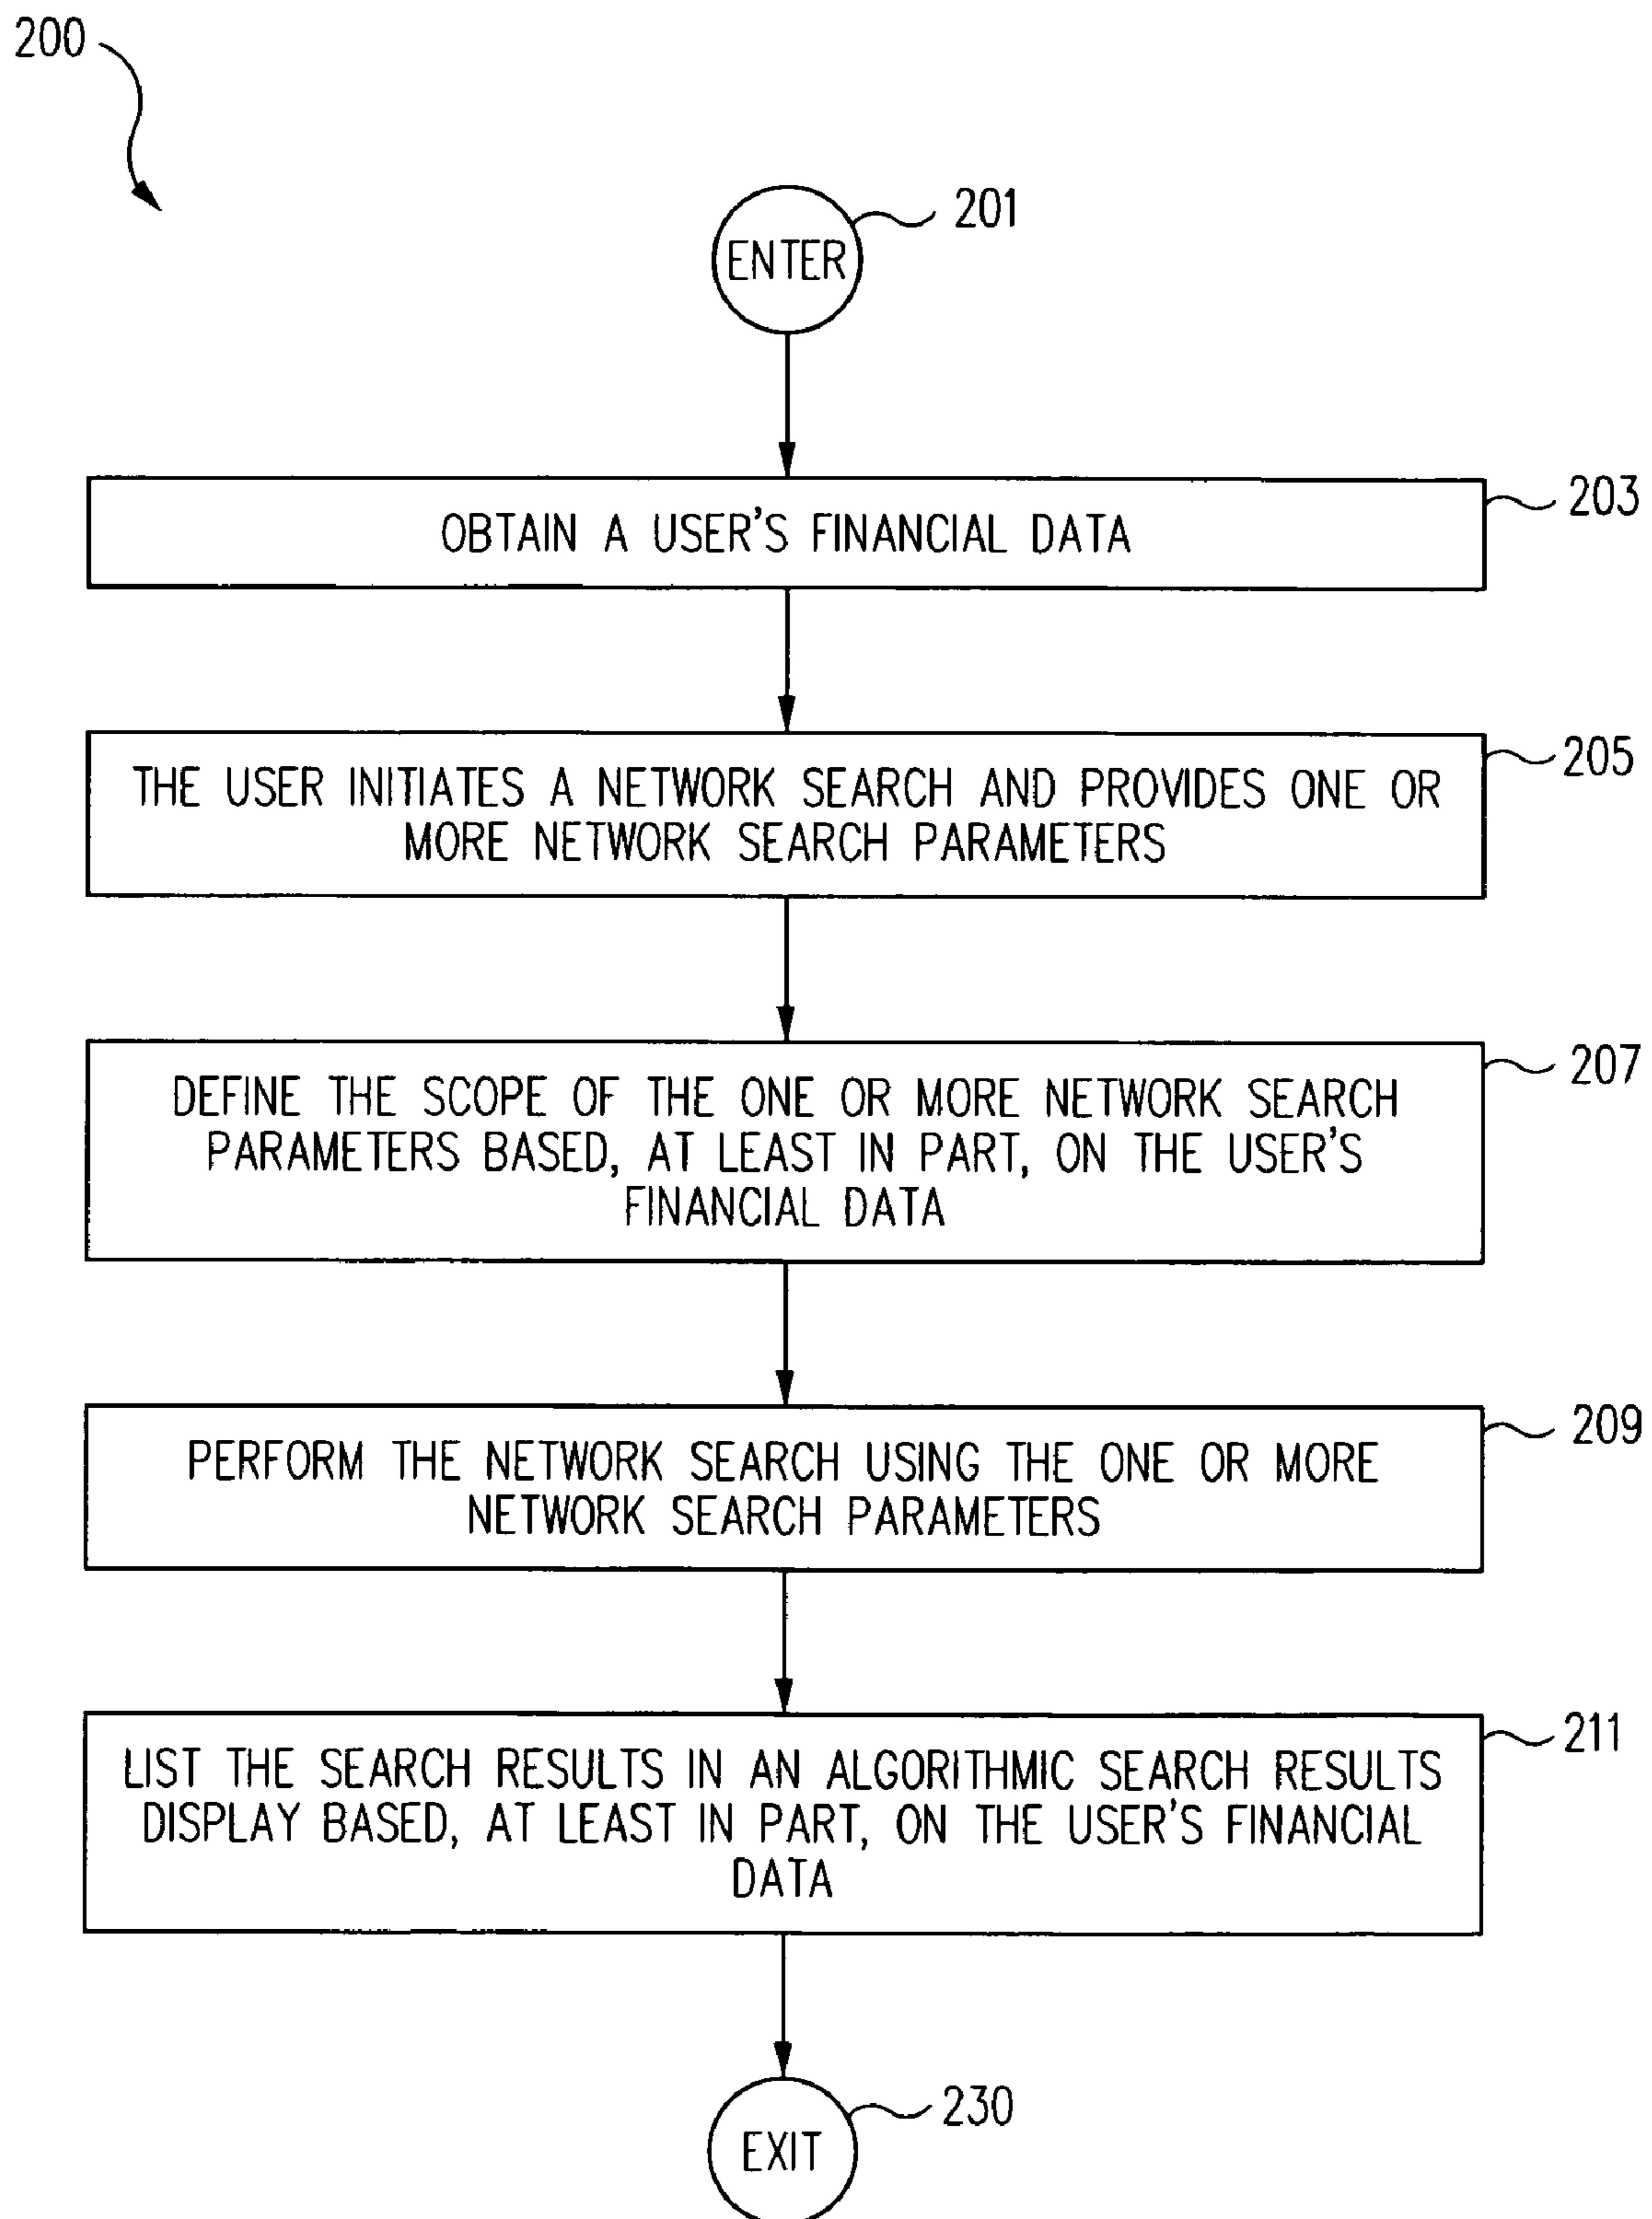 200
201
ENTER
203
OBTAIN A USER'S FINANCIAL DATA
205
THE USER INITIATES A NETWORK SEARCH AND PROVIDES ONE OR
MORE NETWORK SEARCH PARAMETERS
207
DEFINE THE SCOPE OF THE ONE OR MORE NETWORK SEARCH
PARAMETERS BASED, AT LEAST IN PART, ON THE USER'S
FINANCIAL DATA
209
PERFORM THE NETWORK SEARCH USING THE ONE OR MORE
NETWORK SEARCH PARAMETERS
211
LIST THE SEARCH RESULTS IN AN ALGORITHMIC SEARCH RESULTS
DISPLAY BASED, AT LEAST IN PART, ON THE USER'S FINANCIAL
DATA
230
EXIT